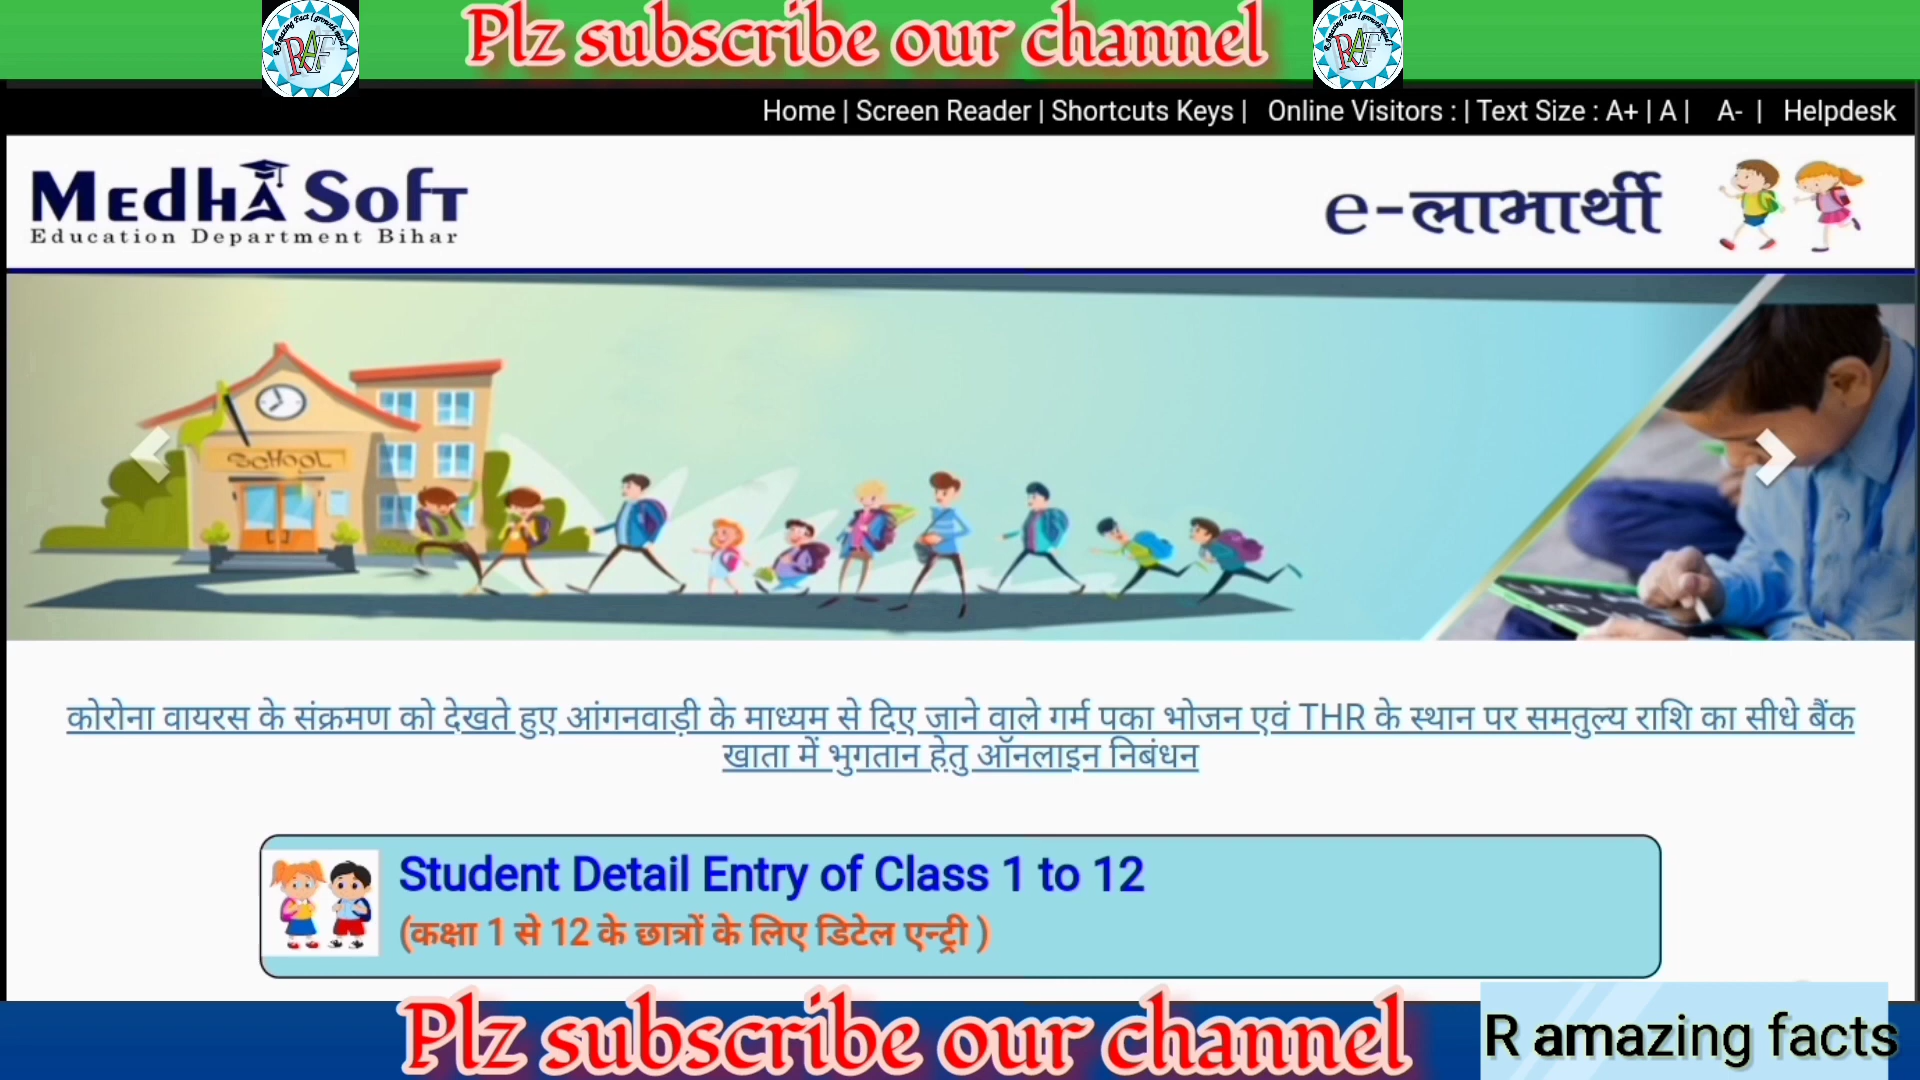 Plz subscribe our channel
Home | Screen Reader | Shortcuts Keys | Online Visitors : | Text Size : A+ | A | A- | Helpdesk
MEdhA SofT
Education Department Bihar
e-लाभार्थी
SCHOOL
कोरोना वायरस के संक्रमण को देखते हुए आंगनवाड़ी के माध्यम से दिए जाने वाले गर्म पका भोजन एवं THR के स्थान पर समतुल्य राशि का सीधे बैंक
खाता में भुगतान हेतु ऑनलाइन निबंधन
Student Detail Entry of Class 1 to 12
(कक्षा 1 से 12 के छात्रों के लिए डिटेल एन्ट्री )
Plz subscribe our channel
R amazing facts